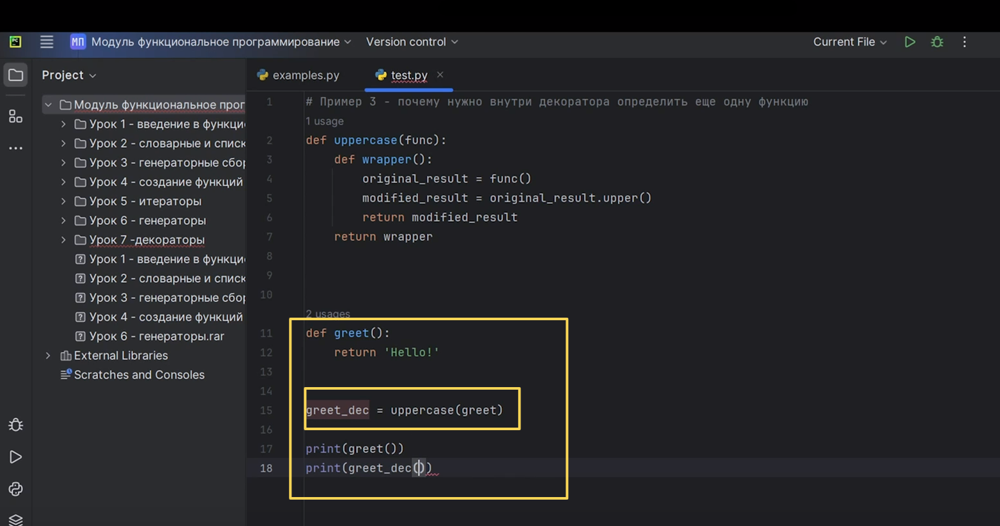 PC
МП Модуль функциональное программирование Version control Current File
Project
examples.py test.py
Модуль функциональное прог
Урок 1 - введение в функци
Урок 2 - словарные и списк
Урок 3 - генераторные сбор
Урок 4 - создание функций
Урок 5 - итераторы
Урок 6 - генераторы
Урок 7 -декораторы
Урок 1 - введение в функци
Урок 2 - словарные и списк
Урок 3 - генераторные сбор
Урок 4 - создание функций
Урок 6 - генераторы.rar
External Libraries
Scratches and Consoles
1 # Пример 3 - почему нужно внутри декоратора определить еще одну функцию
1 usage
2 def uppercase(func):
3 def wrapper():
4 original_result = func()
5 modified_result = original_result.upper()
6 return modified_result
7 return wrapper
8
9
10
2 usages
11 def greet():
12 return 'Hello!'
13
14
15 greet_dec = uppercase(greet)
16
17 print(greet())
18 print(greet_dec())